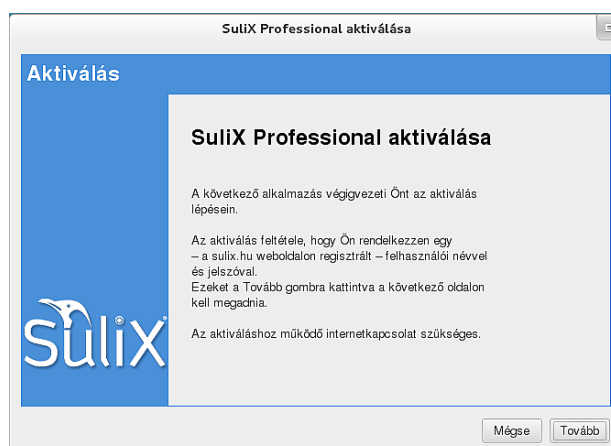 SuliX Professional aktiválása
Aktiválás
SuliX Professional aktiválása
A következő alkalmazás végigvezeti Önt az aktiválás
lépésein.
Az aktiválás feltétele, hogy Ön rendelkezzen egy
– a sulix.hu weboldalon regisztrált – felhasználói névvel
és jelszóval.
Ezeket a Tovább gombra kattintva a következő oldalon
kell megadnia.
Az aktiváláshoz működő internetkapcsolat szükséges.
SuliX
Mégse
Tovább